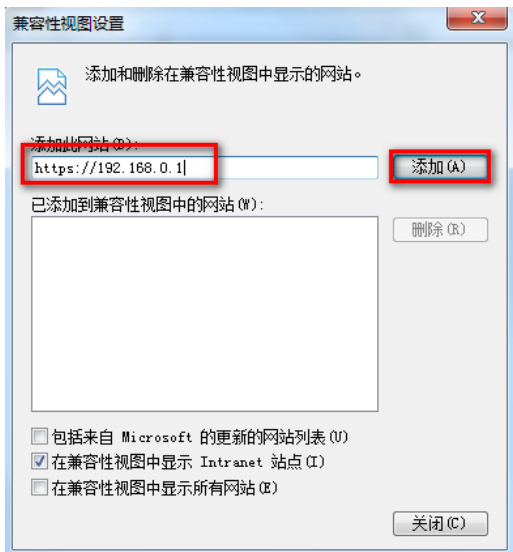 兼容性视图设置
添加和删除在兼容性视图中显示的网站。
添加此网站(D):
https://192.168.0.1
添加(A)
已添加到兼容性视图中的网站(W):
删除(R)
包括来自 Microsoft 的更新的网站列表(U)
在兼容性视图中显示 Intranet 站点(I)
在兼容性视图中显示所有网站(E)
关闭(C)